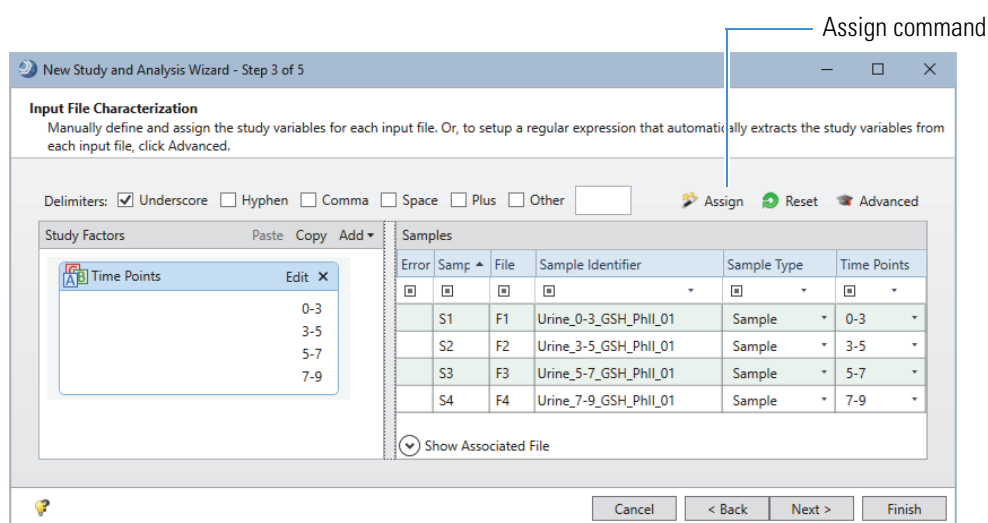 Assign command
New Study and Analysis Wizard - Step 3 of 5
Input File Characterization
Manually define and assign the study variables for each input file. Or, to setup a regular expression that automatically extracts the study variables from
each input file, click Advanced.
Delimiters: Underscore Hyphen Comma Space Plus Other Assign Reset Advanced
Study Factors Paste Copy Add
Samples
Time Points Edit
0-3
3-5
5-7
7-9
Error Samp File Sample Identifier Sample Type Time Points
S1 F1 Urine_0-3_GSH_PhII_01 Sample 0-3
S2 F2 Urine_3-5_GSH_PhII_01 Sample 3-5
S3 F3 Urine_5-7_GSH_PhII_01 Sample 5-7
S4 F4 Urine_7-9_GSH_PhII_01 Sample 7-9
Show Associated File
Cancel < Back Next > Finish